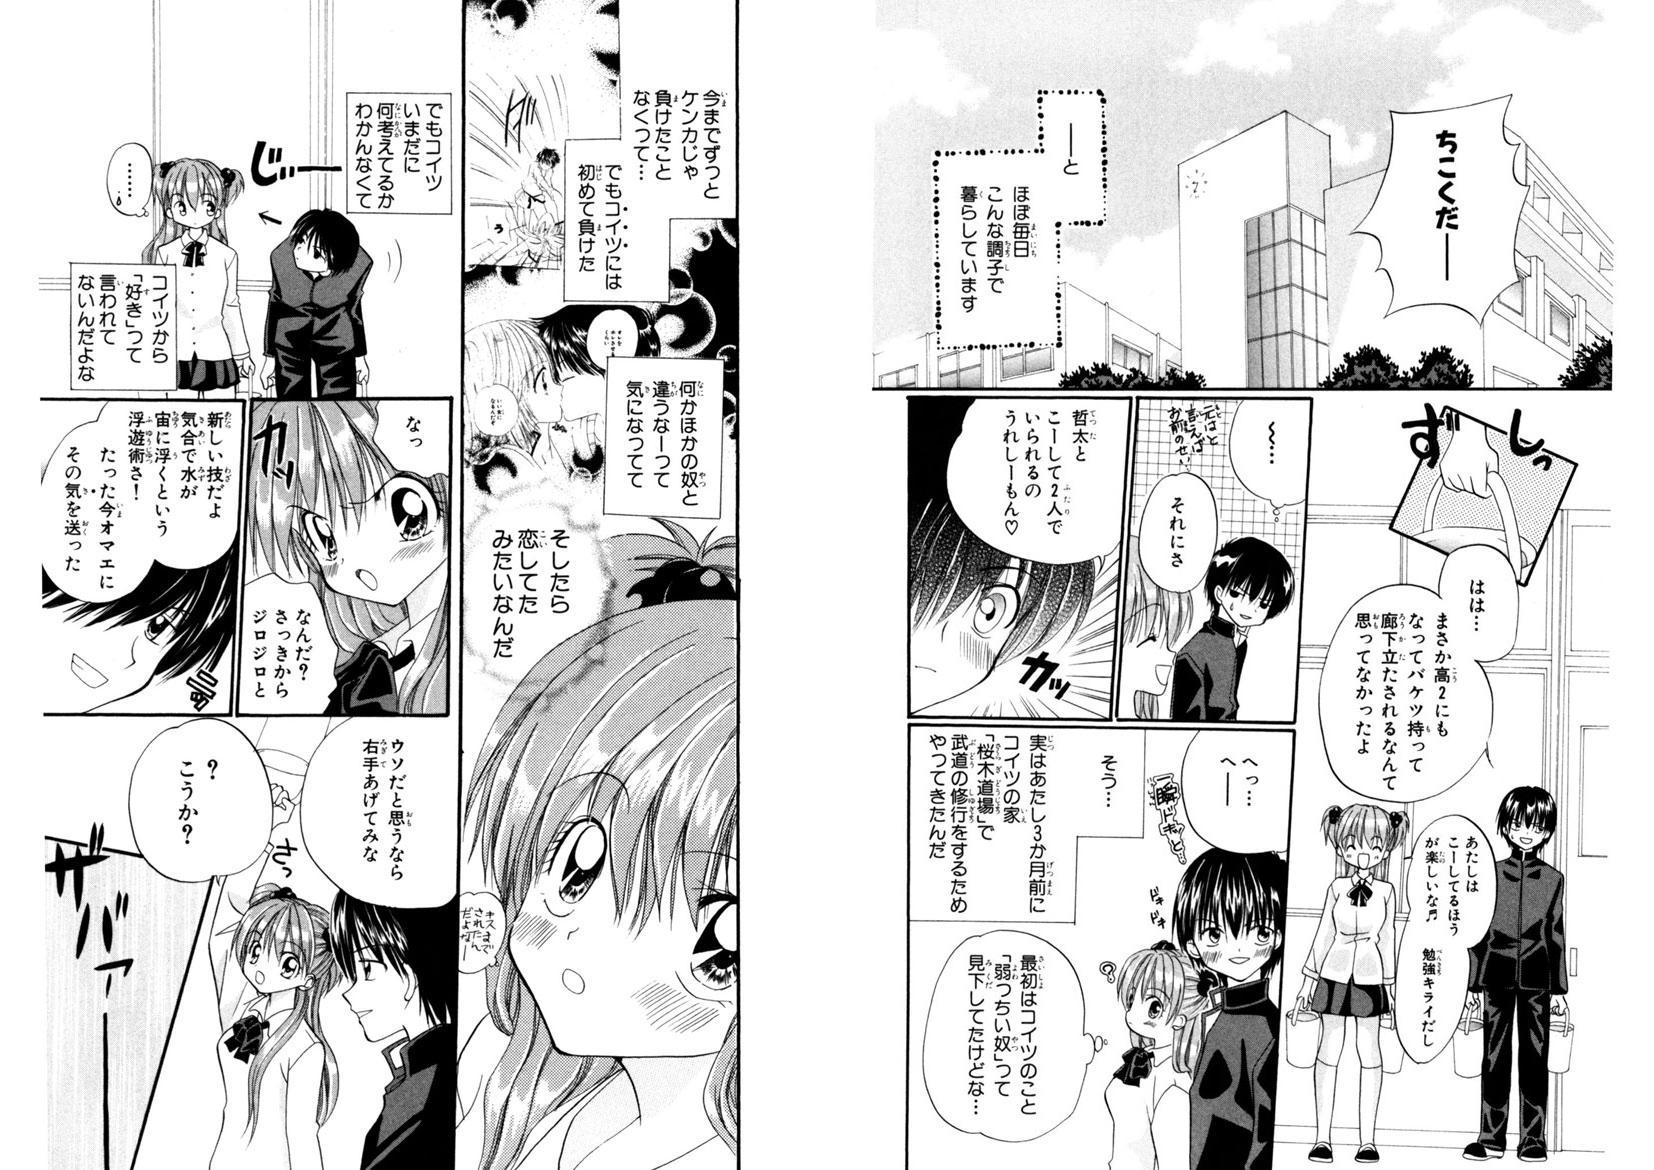 ちこくだ――
―と
ほぼ毎日
こんな調子で
暮らしています
ずしっ
はは…
まさか高2にも
なってバケツ持って
廊下立たされるなんて
思ってなかったよ
あたしは
こーしてるほう
が楽しいな♬
勉強キライだし
〜…
元はと
言えば
お前のせい
それにさ
哲太と
こーして2人で
いられるの
うれしーもん♡
カッ
へっ…
へ――
一瞬ドキッと…
ドキ
ドキ
そう…
実はあたし3か月前に
コイツの家
「桜木道場」で
武道の修行をするため
やってきたんだ
?
最初はコイツのこと
「弱っちい奴」って
見下してたけどな…
今までずっと
ケンカじゃ
負けたこと
なくって…
でもコイツには
初めて負けた
何かほかの奴と
違うなーって
気になってて
そしたら
恋してた
みたいなんだ
キスまで
されたん
だよな
でもコイツ
いまだに
何考えてるか
わかんなくて
じ――
……
コイツから
「好き」って
言われて
ないんだよな
なっ
カァッ
なんだ?
さっきから
ジロジロと
新しい技だよ
気合で水が
宙に浮くという
浮遊術さ!
たった今オマエに
その気を送った
ウソだと思うなら
右手あげてみな
?
こうか?
さっ
ザザ